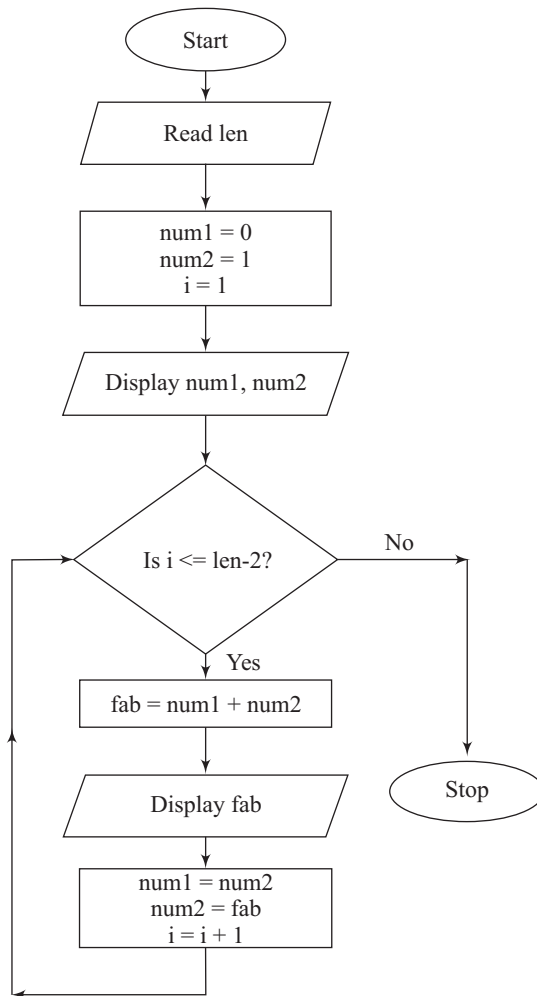 Start
Read len
num1 = 0
num2 = 1
i = 1
Display num1, num2
Is i <= len-2?
No
Yes
fab = num1 + num2
Display fab
Stop
num1 = num2
num2 = fab
i = i + 1